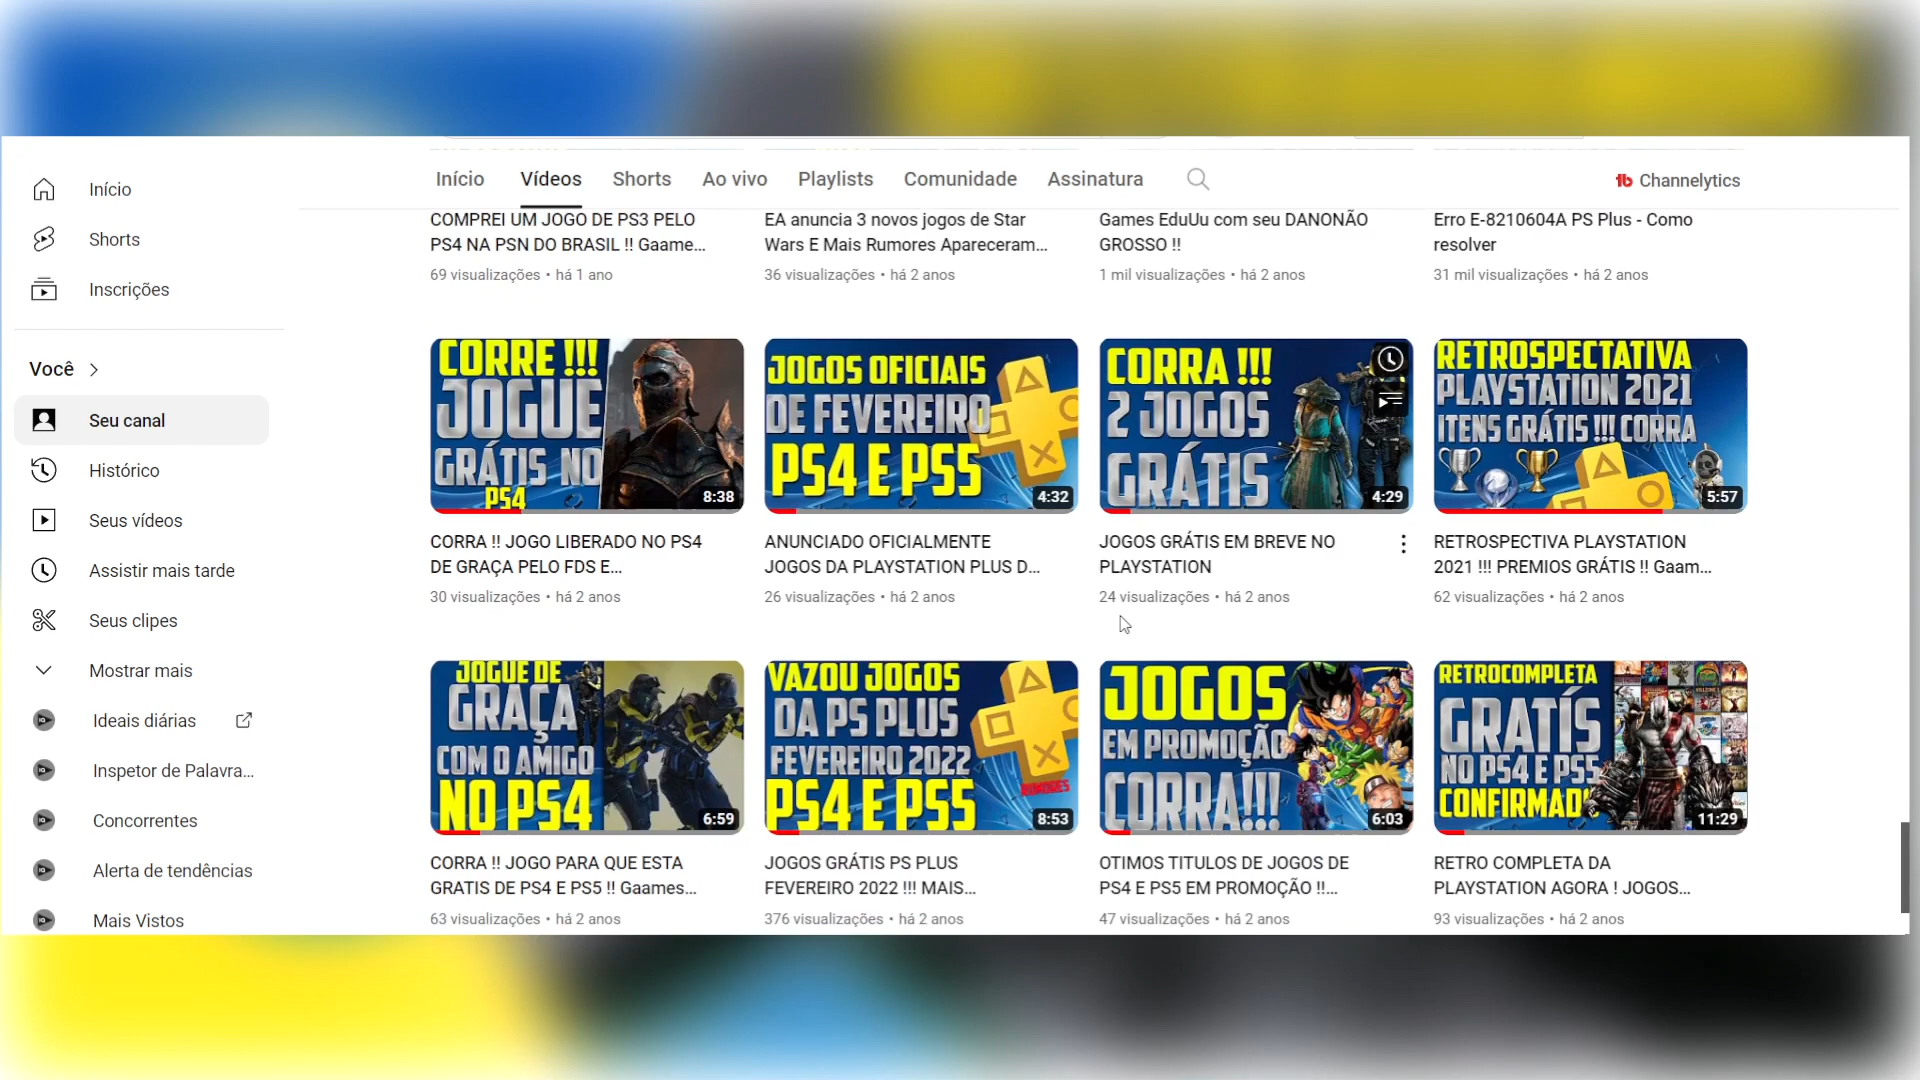 Início
Shorts
Inscrições
Você
Seu canal
Histórico
Seus vídeos
Assistir mais tarde
Seus clipes
Mostrar mais
Ideais diárias
Inspetor de Palavra...
Concorrentes
Alerta de tendências
Mais Vistos
Início Vídeos Shorts Ao vivo Playlists Comunidade Assinatura
Channelytics
COMPREI UM JOGO DE PS3 PELO
PS4 NA PSN DO BRASIL !! Gaame...
69 visualizações • há 1 ano
EA anuncia 3 novos jogos de Star
Wars E Mais Rumores Apareceram...
36 visualizações • há 2 anos
Games EduUu com seu DANONÃO
GROSSO !!
1 mil visualizações • há 2 anos
Erro E-8210604A PS Plus - Como
resolver
31 mil visualizações • há 2 anos
CORRE !!!
JOGUE
GRÁTIS NO
PS4
8:38
CORRA !! JOGO LIBERADO NO PS4
DE GRAÇA PELO FDS E...
30 visualizações • há 2 anos
JOGOS OFICIAIS
DE FEVEREIRO
PS4 E PS5
4:32
ANUNCIADO OFICIALMENTE
JOGOS DA PLAYSTATION PLUS D...
26 visualizações • há 2 anos
CORRA !!!
2 JOGOS
GRÁTIS
4:29
JOGOS GRÁTIS EM BREVE NO
PLAYSTATION
24 visualizações • há 2 anos
RETROSPECTATIVA
PLAYSTATION 2021
ITENS GRÁTIS !!! CORRA
5:57
RETROSPECTIVA PLAYSTATION
2021 !!! PREMIOS GRÁTIS !! Gaam...
62 visualizações • há 2 anos
JOGUE DE
GRAÇA
COM O AMIGO
NO PS4
6:59
CORRA !! JOGO PARA QUE ESTA
GRATIS DE PS4 E PS5 !! Gaames...
63 visualizações • há 2 anos
VAZOU JOGOS
DA PS PLUS
FEVEREIRO 2022
PS4 E PS5
RUMORES
8:53
JOGOS GRÁTIS PS PLUS
FEVEREIRO 2022 !!! MAIS...
376 visualizações • há 2 anos
JOGOS
EM PROMOÇÃO
CORRA!!!
6:03
OTIMOS TITULOS DE JOGOS DE
PS4 E PS5 EM PROMOÇÃO !!...
47 visualizações • há 2 anos
RETROCOMPLETA
GRATÍS
NO PS4 E PS5
CONFIRMADO
11:29
RETRO COMPLETA DA
PLAYSTATION AGORA ! JOGOS...
93 visualizações • há 2 anos